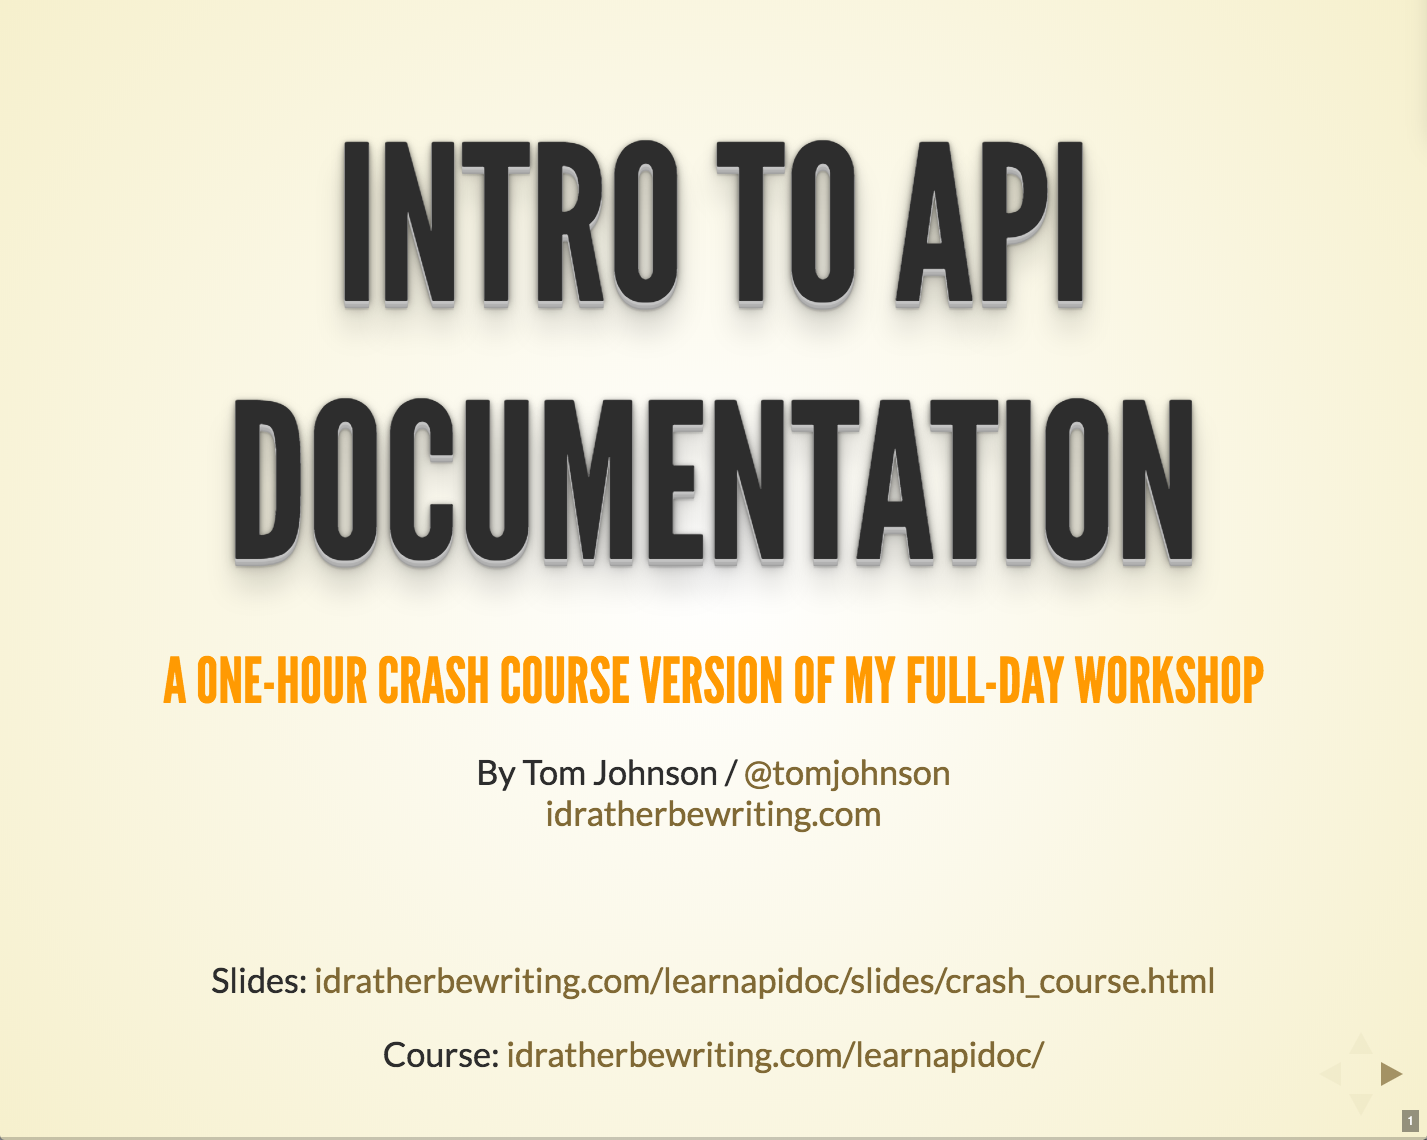 INTRO TO API
DOCUMENTATION
A ONE-HOUR CRASH COURSE VERSION OF MY FULL-DAY WORKSHOP
By Tom Johnson / @tomjohnson
idratherbewriting.com
Slides: idratherbewriting.com/learnapidoc/slides/crash_course.html
Course: idratherbewriting.com/learnapidoc/
1